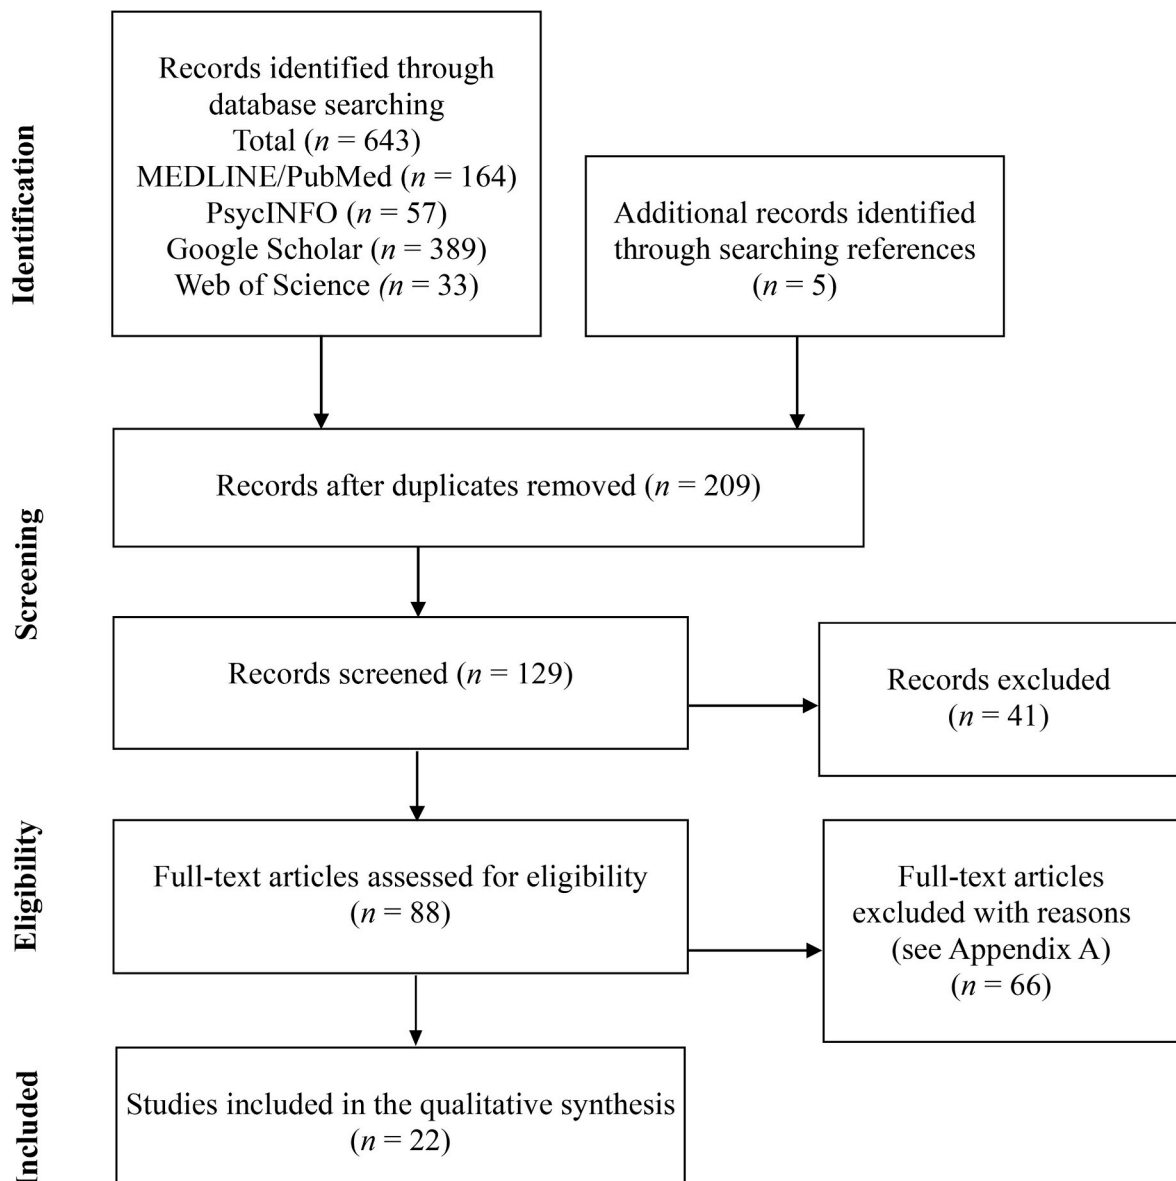 Identification
Records identified through
database searching
Total (n = 643)
MEDLINE/PubMed (n = 164)
PsycINFO (n = 57)
Google Scholar (n = 389)
Web of Science (n = 33)
Additional records identified
through searching references
(n = 5)
Screening
Records after duplicates removed (n = 209)
Records screened (n = 129)
Records excluded
(n = 41)
Eligibility
Full-text articles assessed for eligibility
(n = 88)
Full-text articles
excluded with reasons
(see Appendix A)
(n = 66)
Included
Studies included in the qualitative synthesis
(n = 22)